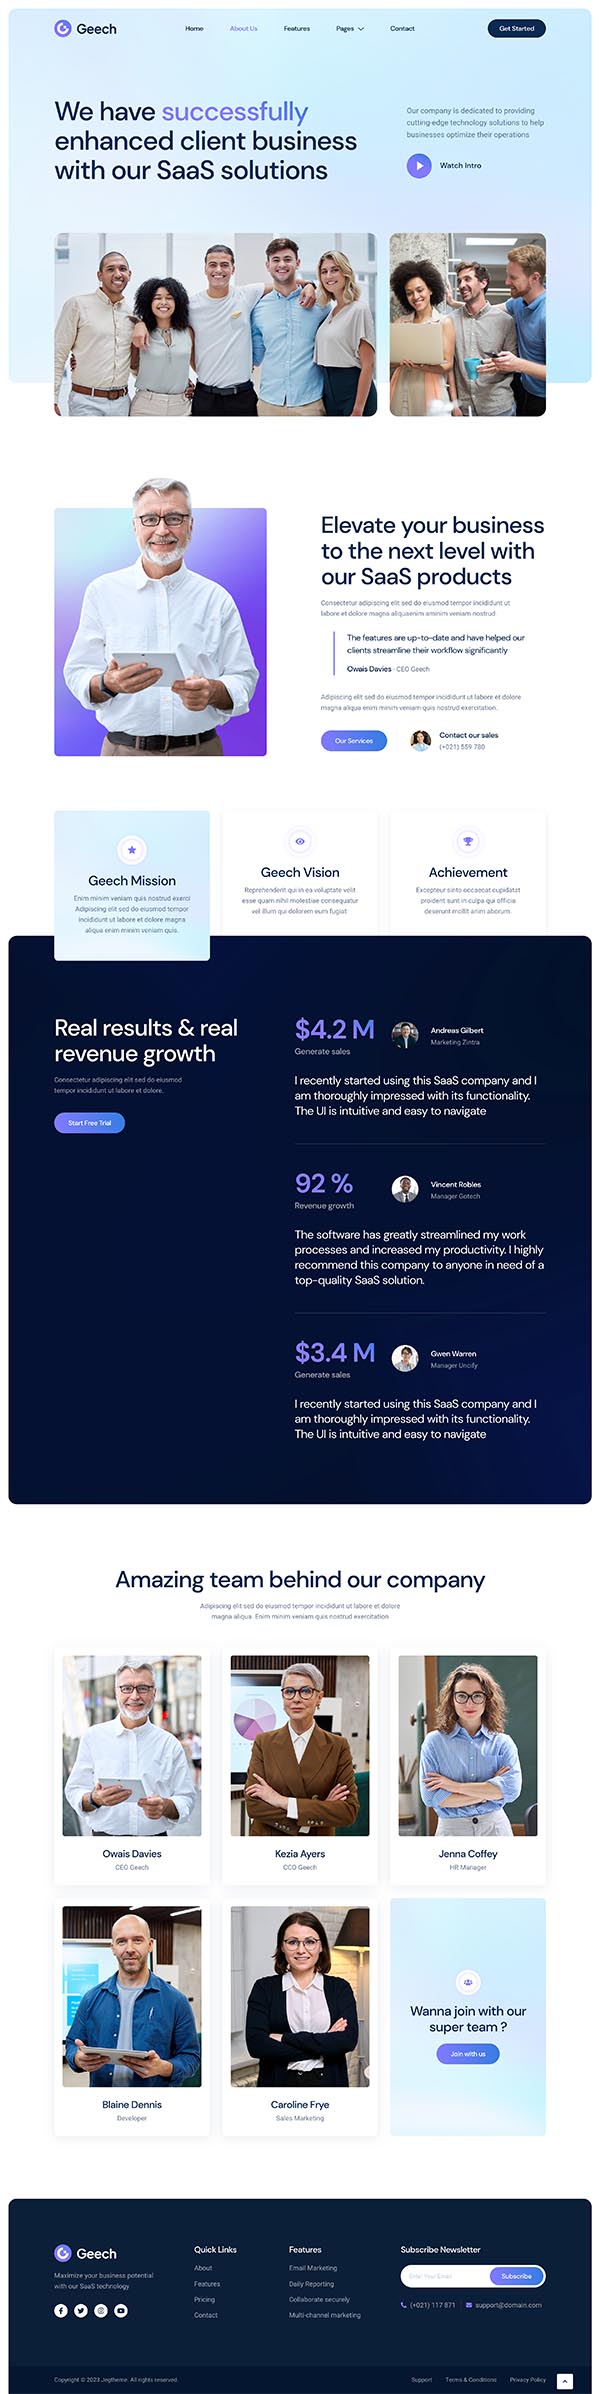 Geech
Home
About Us
Features
Pages
Contact
Get Started
We have successfully
enhanced client business
with our SaaS solutions
Our company is dedicated to providing
cutting-edge technology solutions to help
businesses optimize their operations
Watch Intro
Elevate your business
to the next level with
our SaaS products
Consectetur adipiscing elit sed do eiusmod tempor incididunt ut
labore et dolore magna aliquaenim aminim veniam nostrud
The features are up-to-date and have helped our
clients streamline their workflow significantly
Owais Davies - CEO Geech
Adipiscing elit sed do eiusmod tempor incididunt ut labore et dolore
magna aliqua enim minim veniam quis nostrud exercitation.
Our Services
Contact our sales
(+021) 559 780
Geech Mission
Enim minim veniam quis nostrud exerci
Adipiscing elit sed do eiusmod tempor
incididunt ut labore et dolore magna
aliqua enim minim veniam quis.
Geech Vision
Reprehenderit qui in ea voluptate velit
esse quam nihil molestiae consequatur
vel illum qui dolorem eum fugiat
Achievement
Excepteur sinto occaecat cupidatat
proident sunt in culpa qui officia
deserunt mollit anim aborum.
Real results & real
revenue growth
Consectetur adipiscing elit sed do eiusmod
tempor incididunt ut labore et dolore.
Start Free Trial
$4.2 M
Generate sales
Andreas Gilbert
Marketing Zintra
I recently started using this SaaS company and I
am thoroughly impressed with its functionality.
The UI is intuitive and easy to navigate
92 %
Revenue growth
Vincent Robles
Manager Gotech
The software has greatly streamlined my work
processes and increased my productivity. I highly
recommend this company to anyone in need of a
top-quality SaaS solution.
$3.4 M
Generate sales
Gwen Warren
Manager Uncify
I recently started using this SaaS company and I
am thoroughly impressed with its functionality.
The UI is intuitive and easy to navigate
Amazing team behind our company
Adipiscing elit sed do eiusmod tempor incididunt ut labore et dolore
magna aliqua. Enim minim veniam quis nostrud exercitation
Owais Davies
CEO Geech
Kezia Ayers
CCO Geech
Jenna Coffey
HR Manager
Blaine Dennis
Developer
Caroline Frye
Sales Marketing
Wanna join with our
super team ?
Join with us
Geech
Maximize your business potential
with our SaaS technology
Quick Links
About
Features
Pricing
Contact
Features
Email Marketing
Daily Reporting
Collaborate securely
Multi-channel marketing
Subscribe Newsletter
Enter Your Email
Subscribe
(+021) 117 871
support@domain.com
Copyright © 2023 Jegtheme. All rights reserved.
Support
Terms & Conditions
Privacy Policy